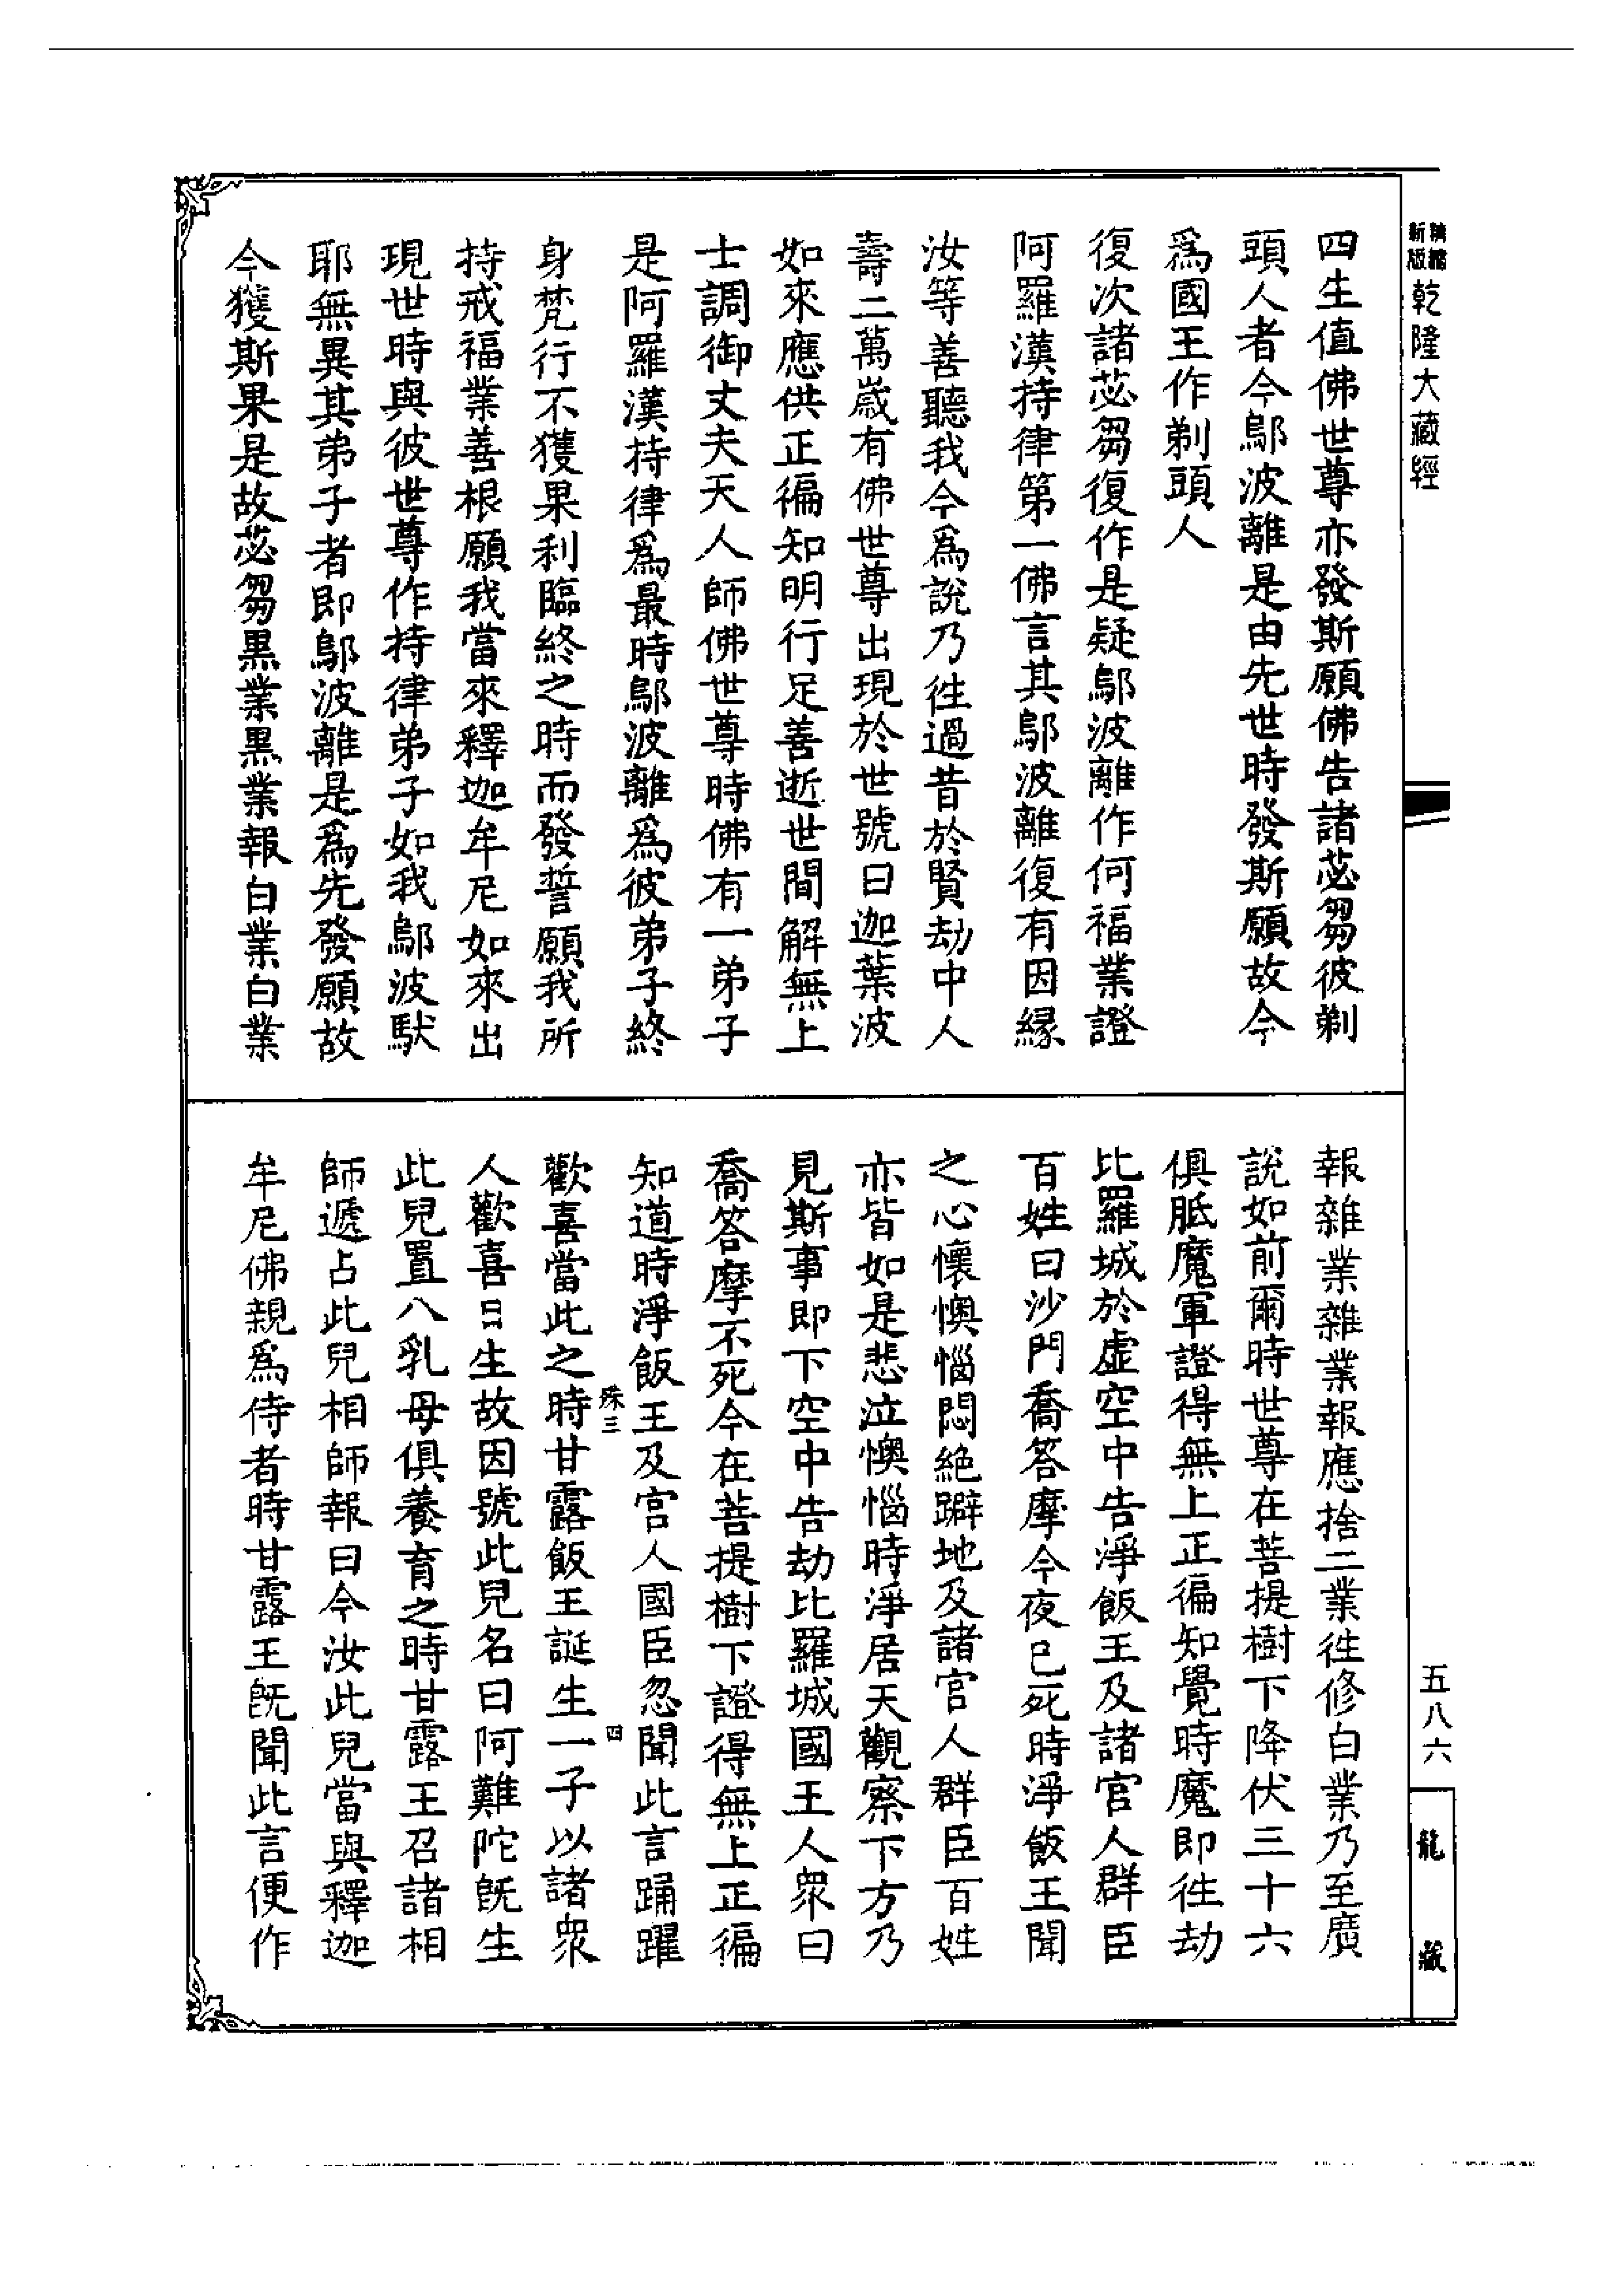 精縮新版乾隆大藏經
四生值佛世尊亦發斯願佛告諸苾芻彼剃
頭人者今鄔波離是由先世時發斯願故今
爲國王作剃頭人
復次諸苾芻復作是疑鄔波離作何福業證
阿羅漢持律第一佛言其鄔波離復有因緣
汝等善聽我今爲說乃徃過昔於賢劫中人
壽二萬歲有佛世尊出現於世號曰迦葉波
如來應供正徧知明行足善逝世間解無上
士調御丈夫天人師佛世尊時佛有一弟子
是阿羅漢持律爲最時鄔波離爲彼弟子終
身梵行不獲果利臨終之時而發誓願我所
持戒福業善根願我當來釋迦牟尼如來出
現世時與彼世尊作持律弟子如我鄔波馱
耶無異其弟子者即鄔波離是爲先發願故
今獲斯果是故苾芻黒業黒業報白業白業
報雜業雜業報應捨二業徃修白業乃至廣
說如前爾時世尊在菩提樹下降伏三十六
俱胝魔軍證得無上正徧知覺時魔即徃劫
比羅城於虛空中告淨飯王及諸官人群臣
百姓曰沙門喬答摩今夜已死時淨飯王聞
之心懷懊惱悶絕躃地及諸官人群臣百姓
亦皆如是悲泣懊惱時淨居天觀察下方乃
見斯事即下空中告劫比羅城國王人衆曰
喬答摩不死今在菩提樹下證得無上正徧
知道時淨飯王及宫人國臣忽聞此言踊躍
殊三 四
歡喜當此之時甘露飯王誕生一子以諸衆
人歡喜日生故因號此兒名曰阿難陀旣生
此兒置八乳母俱養育之時甘露王召諸相
師遞占此兒相師報曰今汝此兒當與釋迦
牟尼佛親爲侍者時甘露王旣聞此言便作
五八六
龍藏